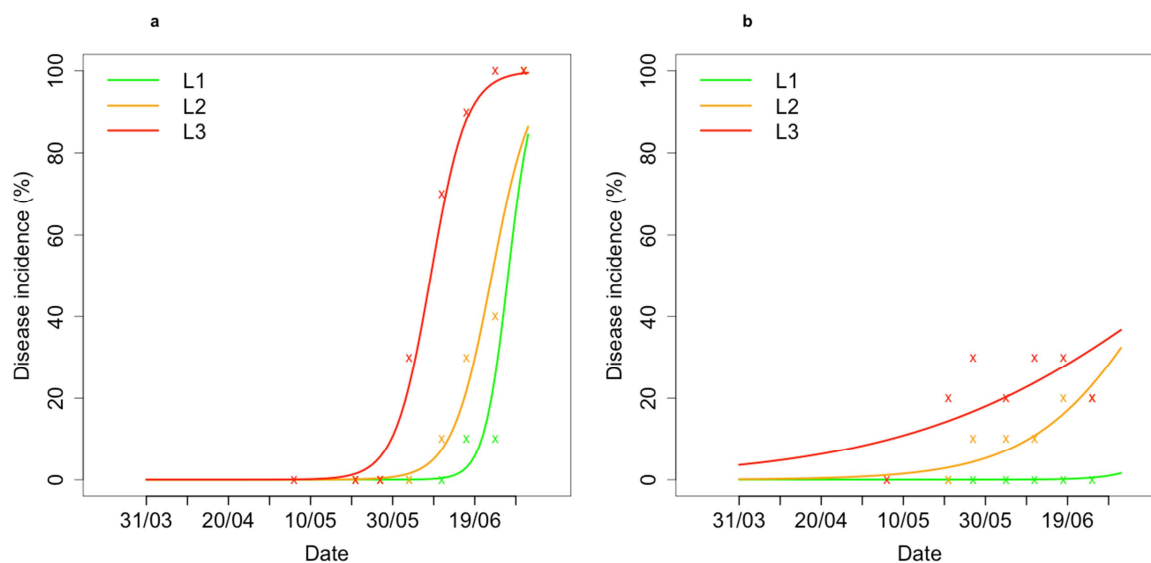 a
100
80
60
40
20
0
Disease incidence (%)
L1
L2
L3
31/03 20/04 10/05 30/05 19/06
Date
b
100
80
60
40
20
0
Disease incidence (%)
L1
L2
L3
31/03 20/04 10/05 30/05 19/06
Date